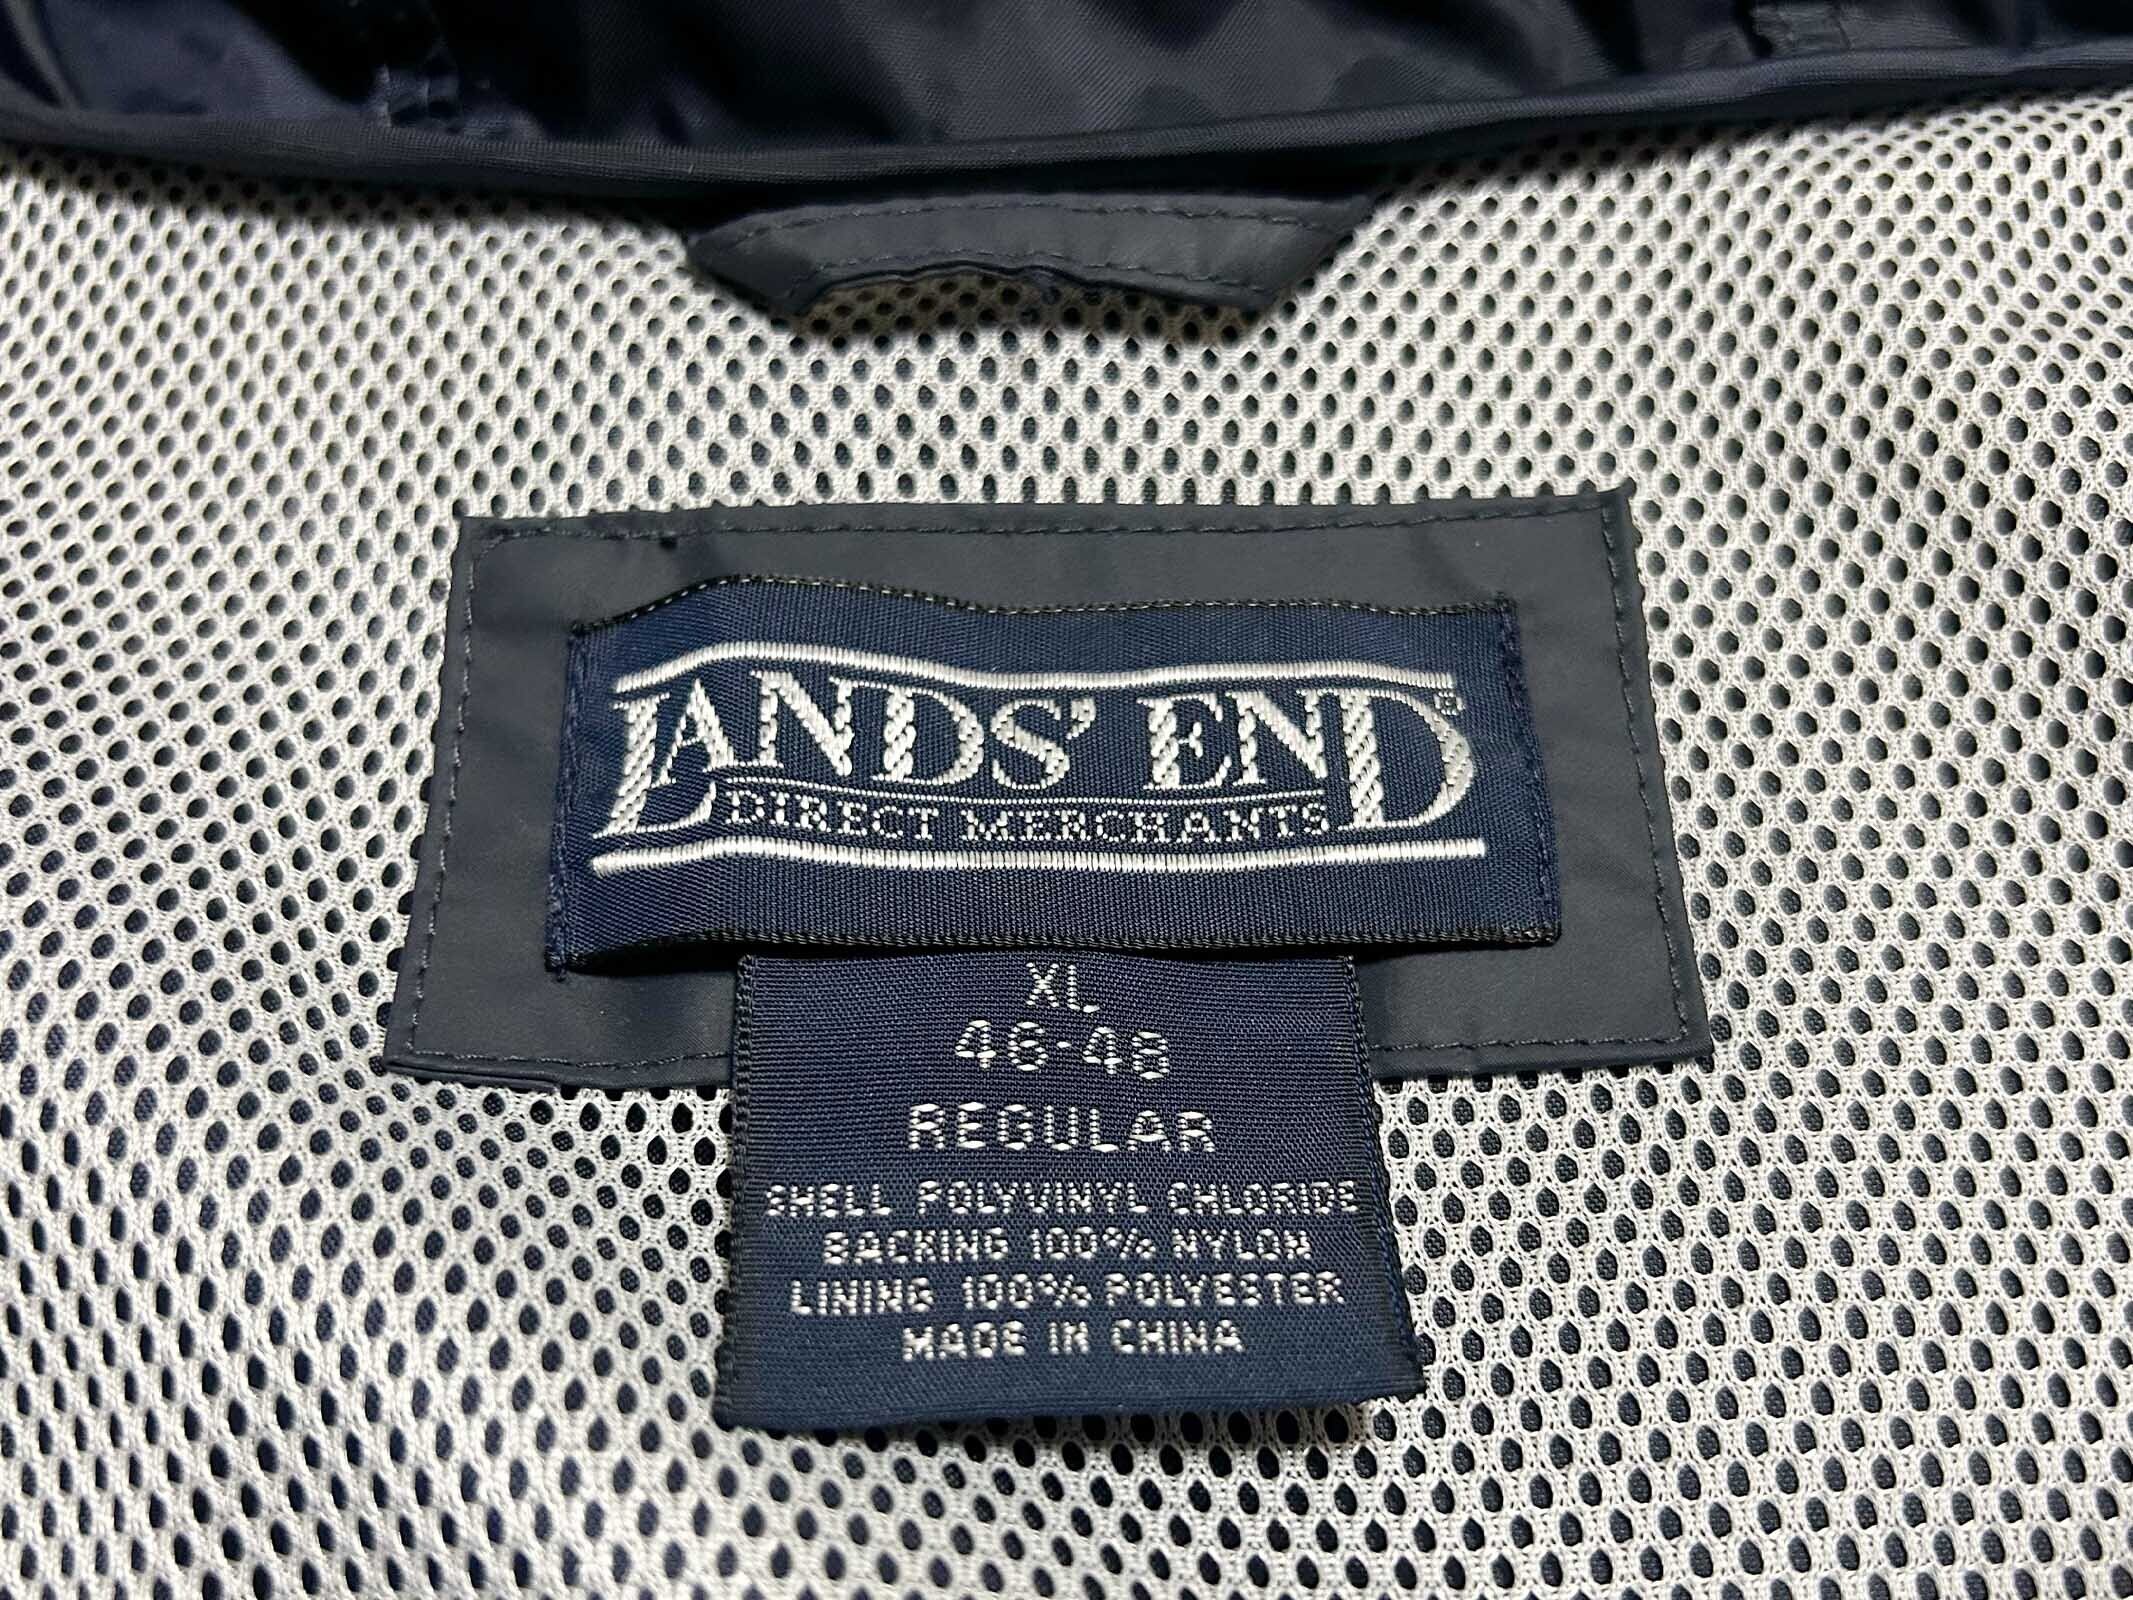 LANDS' END®
DIRECT MERCHANTS
XL
46-48
REGULAR
SHELL POLYVINYL CHLORIDE
BACKING 100% NYLON
LINING 100% POLYESTER
MADE IN CHINA